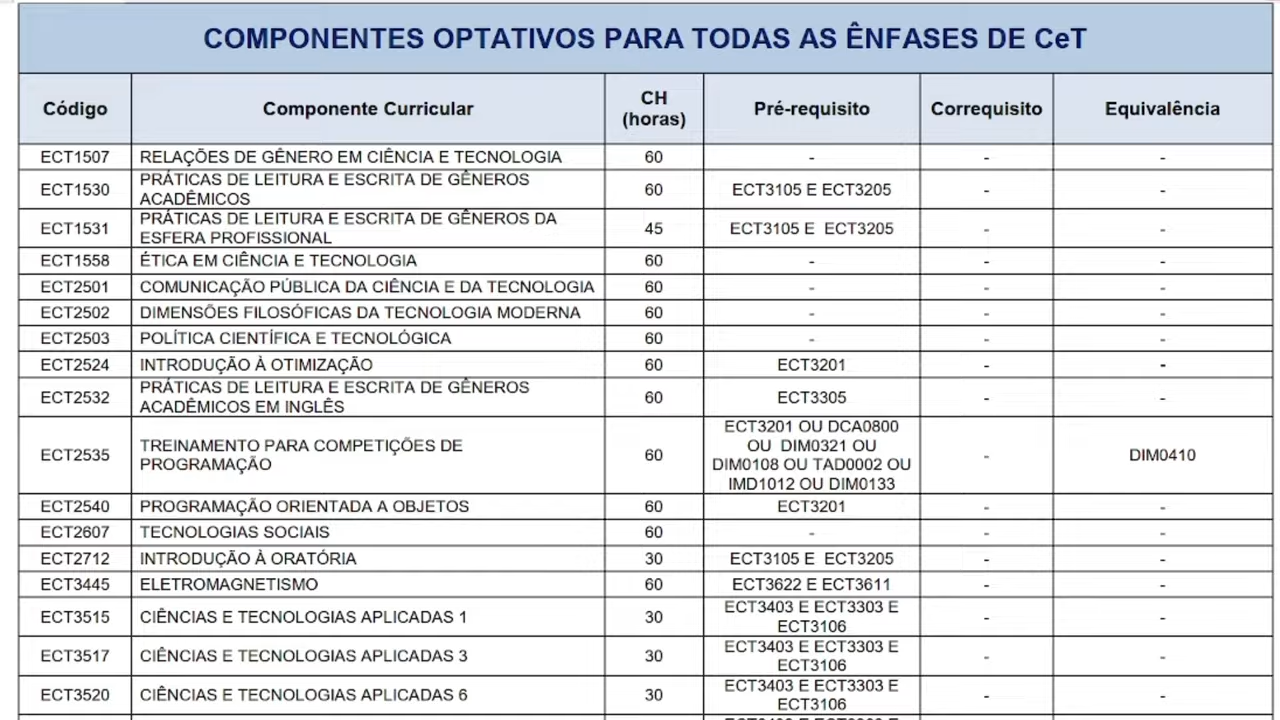 COMPONENTES OPTATIVOS PARA TODAS AS ÊNFASES DE CeT
Código Componente Curricular CH (horas) Pré-requisito Correquisito Equivalência
ECT1507 RELAÇÕES DE GÊNERO EM CIÊNCIA E TECNOLOGIA 60 - - -
ECT1530 PRÁTICAS DE LEITURA E ESCRITA DE GÊNEROS ACADÊMICOS 60 ECT3105 E ECT3205 - -
ECT1531 PRÁTICAS DE LEITURA E ESCRITA DE GÊNEROS DA ESFERA PROFISSIONAL 45 ECT3105 E ECT3205 - -
ECT1558 ÉTICA EM CIÊNCIA E TECNOLOGIA 60 - - -
ECT2501 COMUNICAÇÃO PÚBLICA DA CIÊNCIA E DA TECNOLOGIA 60 - - -
ECT2502 DIMENSÕES FILOSÓFICAS DA TECNOLOGIA MODERNA 60 - - -
ECT2503 POLÍTICA CIENTÍFICA E TECNOLÓGICA 60 - - -
ECT2524 INTRODUÇÃO À OTIMIZAÇÃO 60 ECT3201 - -
ECT2532 PRÁTICAS DE LEITURA E ESCRITA DE GÊNEROS ACADÊMICOS EM INGLÊS 60 ECT3305 - -
ECT2535 TREINAMENTO PARA COMPETIÇÕES DE PROGRAMAÇÃO 60 ECT3201 OU DCA0800 OU DIM0321 OU DIM0108 OU TAD0002 OU IMD1012 OU DIM0133 - DIM0410
ECT2540 PROGRAMAÇÃO ORIENTADA A OBJETOS 60 ECT3201 - -
ECT2607 TECNOLOGIAS SOCIAIS 60 - - -
ECT2712 INTRODUÇÃO À ORATÓRIA 30 ECT3105 E ECT3205 - -
ECT3445 ELETROMAGNETISMO 60 ECT3622 E ECT3611 - -
ECT3515 CIÊNCIAS E TECNOLOGIAS APLICADAS 1 30 ECT3403 E ECT3303 E ECT3106 - -
ECT3517 CIÊNCIAS E TECNOLOGIAS APLICADAS 3 30 ECT3403 E ECT3303 E ECT3106 - -
ECT3520 CIÊNCIAS E TECNOLOGIAS APLICADAS 6 30 ECT3403 E ECT3303 E ECT3106 - -